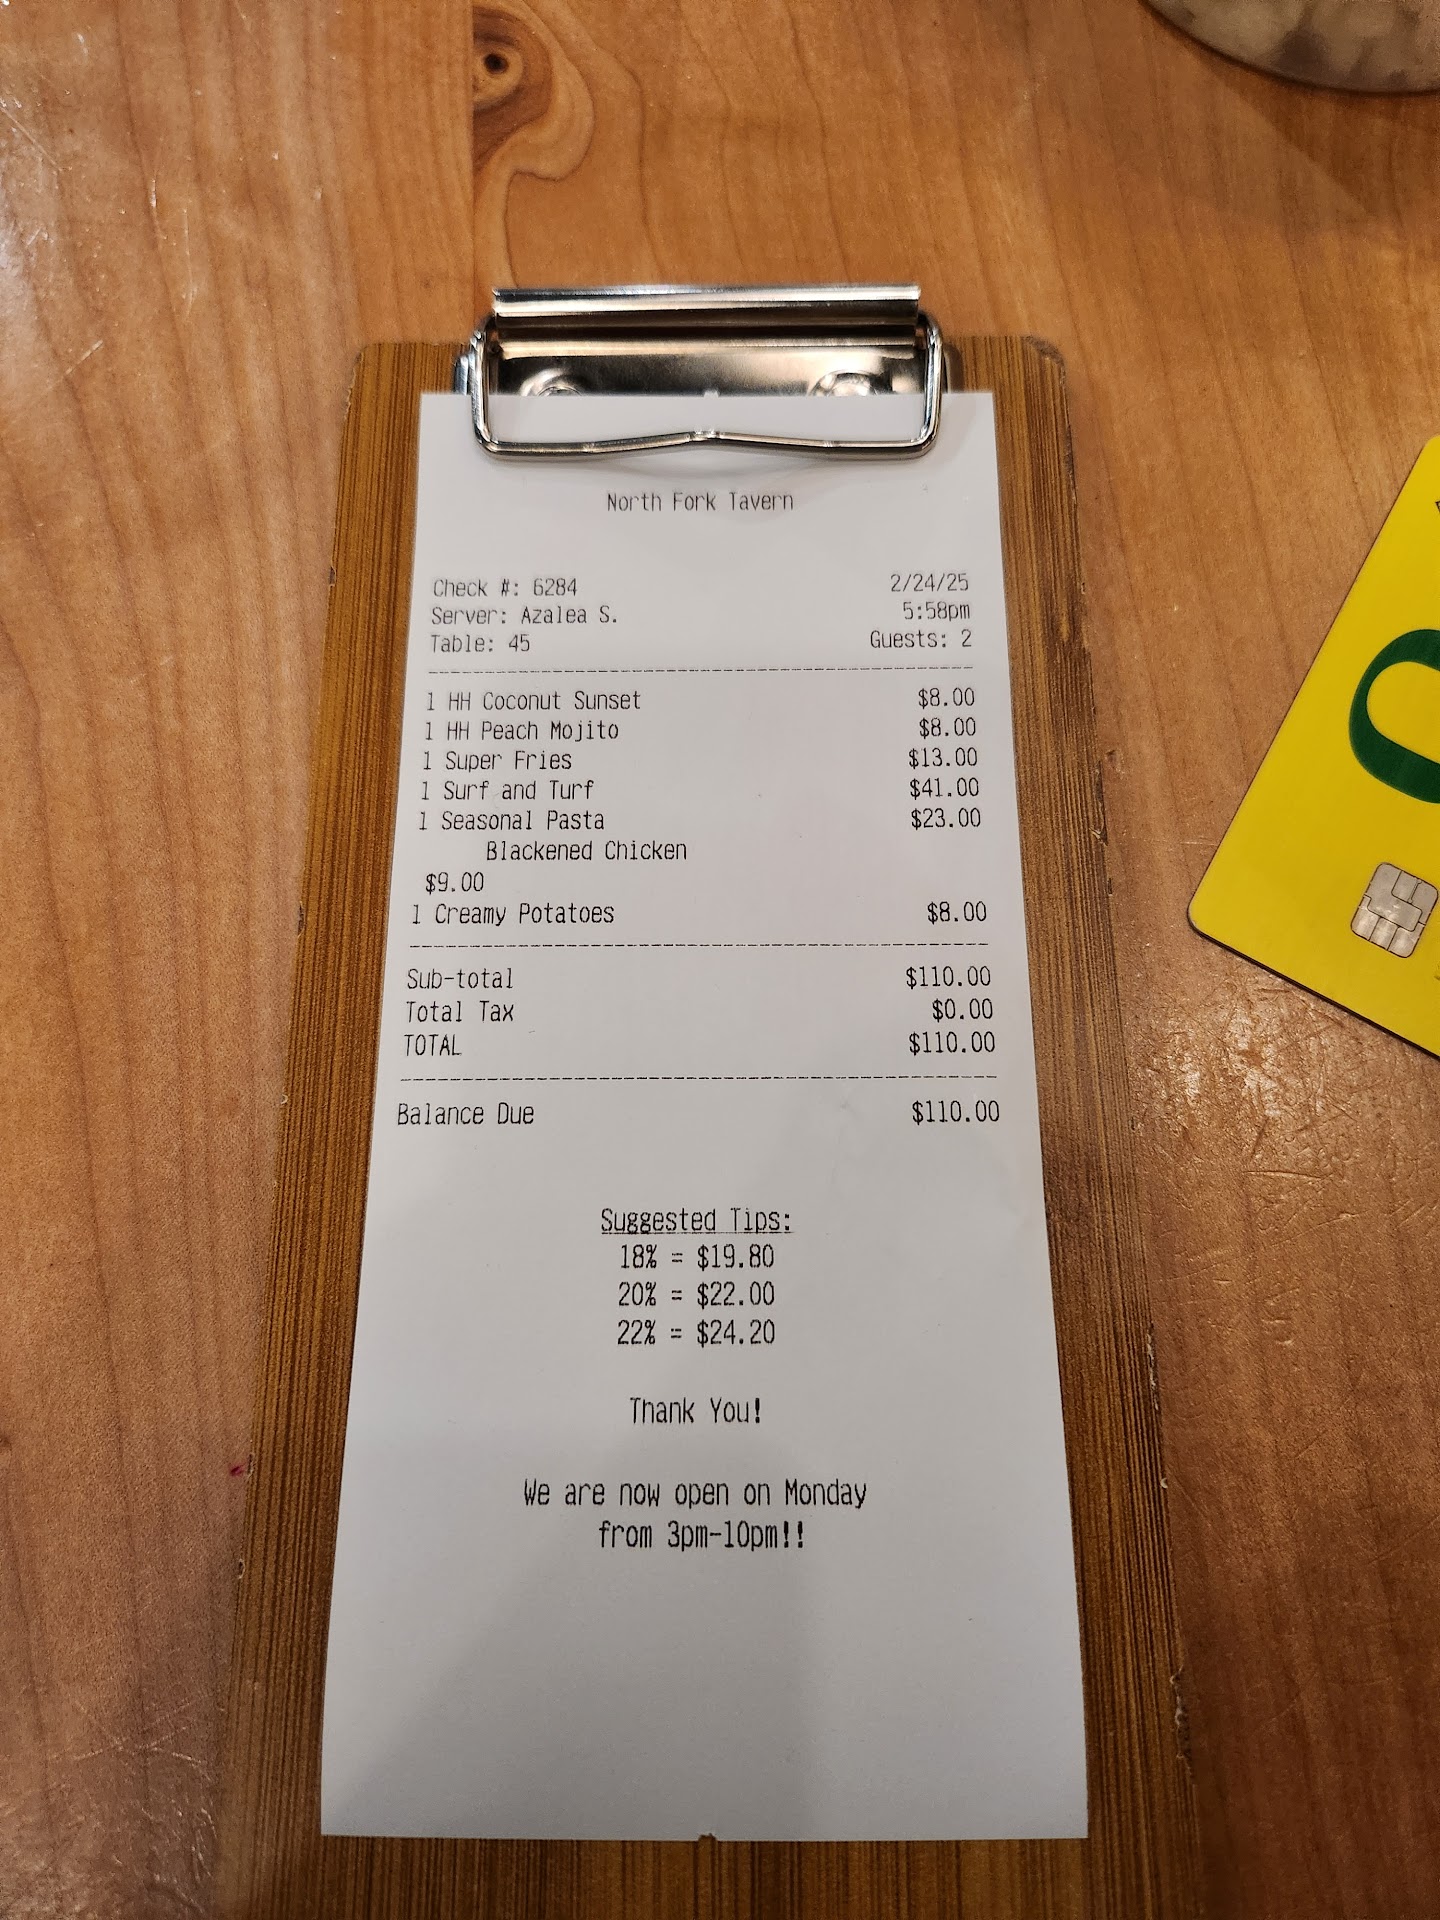 North Fork Tavern
Check #: 6284 2/24/25
Server: Azalea S. 5:58pm
Table: 45 Guests: 2
1 HH Coconut Sunset $8.00
1 HH Peach Mojito $8.00
1 Super Fries $13.00
1 Surf and Turf $41.00
1 Seasonal Pasta $23.00
Blackened Chicken
$9.00
1 Creamy Potatoes $8.00
Sub-total $110.00
Total Tax $0.00
TOTAL $110.00
Balance Due $110.00
Suggested Tips:
18% = $19.80
20% = $22.00
22% = $24.20
Thank You!
We are now open on Monday
from 3pm-10pm!!